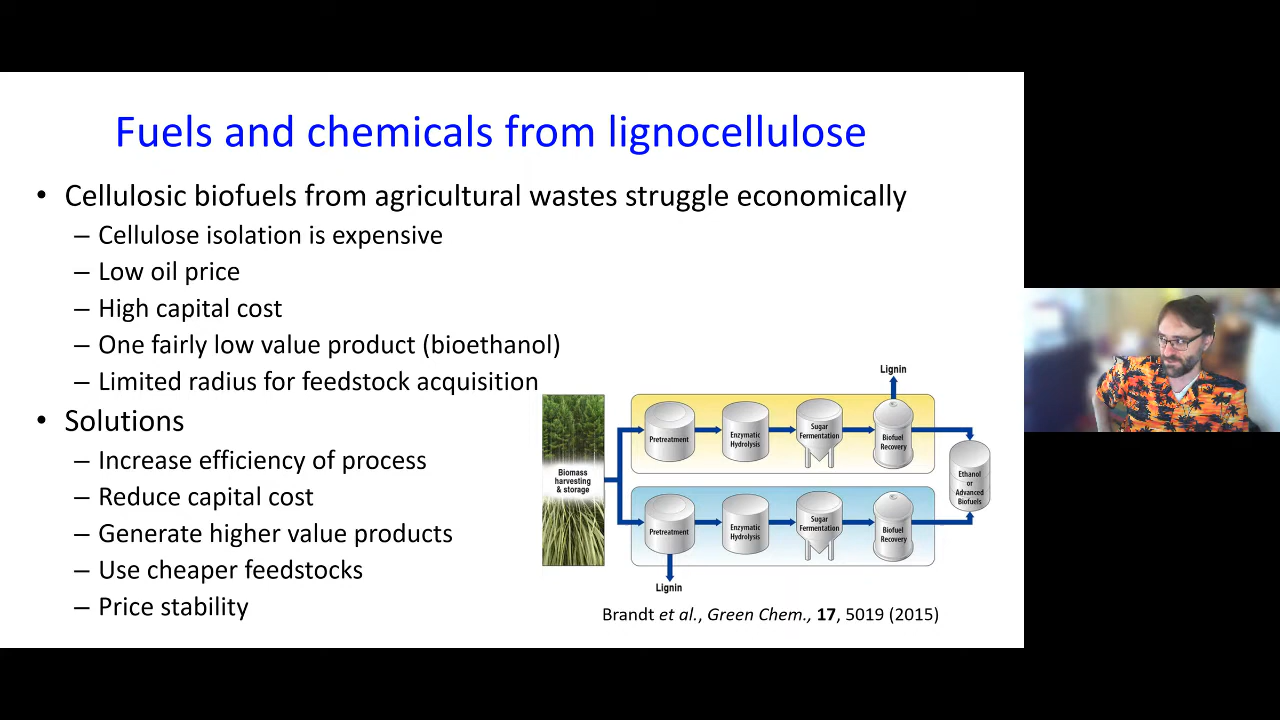 Fuels and chemicals from lignocellulose
• Cellulosic biofuels from agricultural wastes struggle economically
– Cellulose isolation is expensive
– Low oil price
– High capital cost
– One fairly low value product (bioethanol)
– Limited radius for feedstock acquisition
• Solutions
– Increase efficiency of process
– Reduce capital cost
– Generate higher value products
– Use cheaper feedstocks
– Price stability
Lignin
Biomass
harvesting
& storage
Pretreatment
Enzymatic
Hydrolysis
Sugar
Fermentation
Biofuel
Recovery
Ethanol
or
Advanced
Biofuels
Pretreatment
Enzymatic
Hydrolysis
Sugar
Fermentation
Biofuel
Recovery
Lignin
Brandt et al., Green Chem., 17, 5019 (2015)